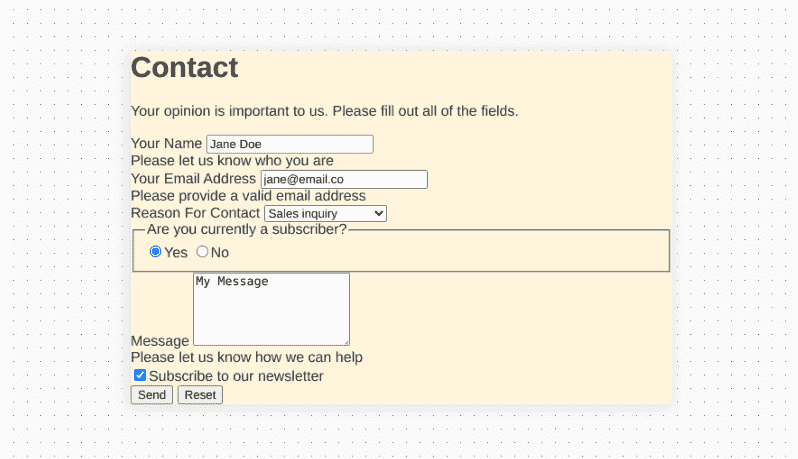 Contact
Your opinion is important to us. Please fill out all of the fields.
Your Name Jane Doe
Please let us know who you are
Your Email Address jane@email.co
Please provide a valid email address
Reason For Contact Sales inquiry
Are you currently a subscriber?
Yes No
My Message
Message
Please let us know how we can help
Subscribe to our newsletter
Send Reset